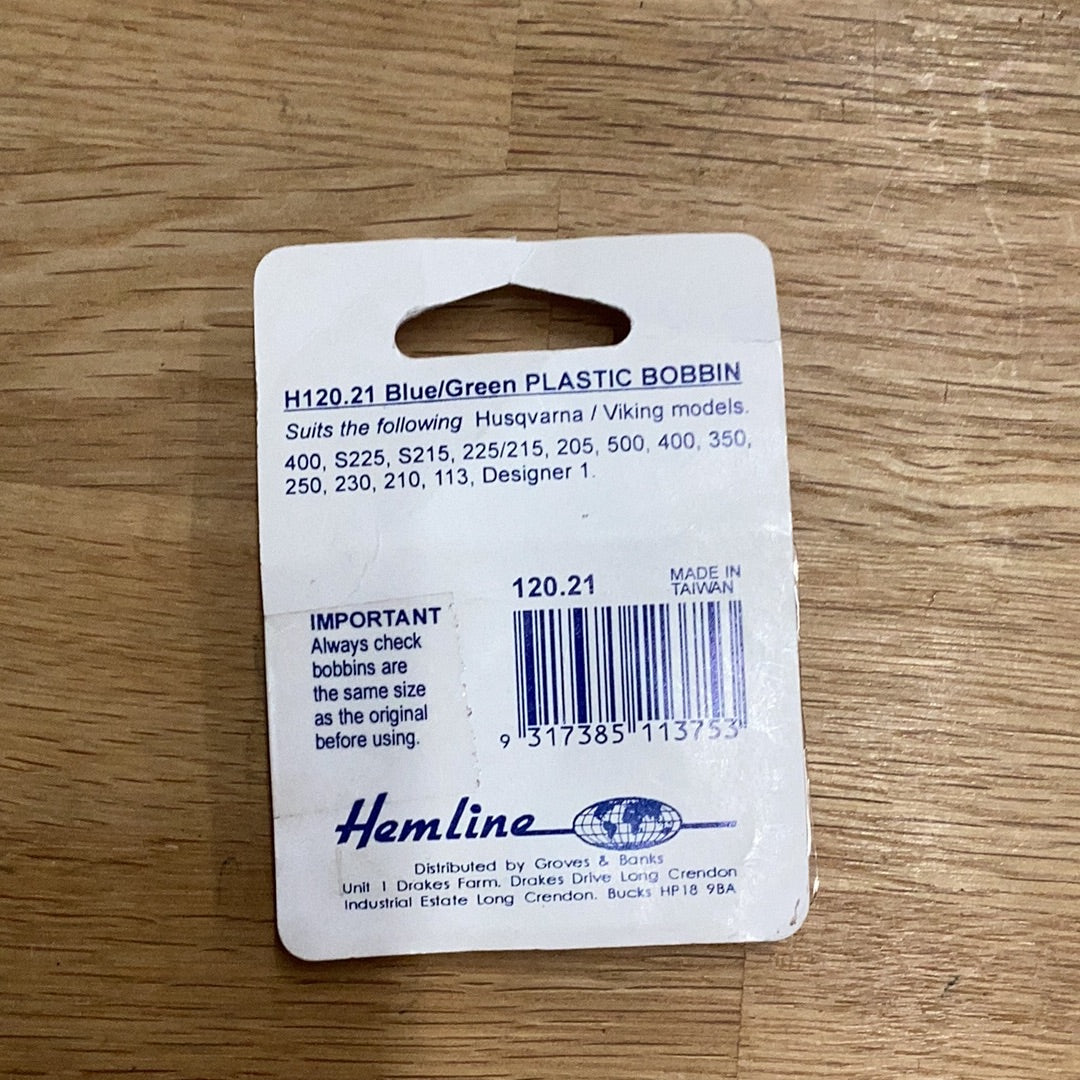 H120.21 Blue/Green PLASTIC BOBBIN
Suits the following Husqvarna / Viking models.
400, S225, S215, 225/215, 205, 500, 400, 350,
250, 230, 210, 113, Designer 1.
120.21
MADE IN
TAIWAN
IMPORTANT
Always check
bobbins are
the same size
as the original
before using.
9 317385 113753
Hemline
Distributed by Groves & Banks
Unit 1 Drakes Farm. Drakes Drive Long Crendon
Industrial Estate Long Crendon. Bucks HP18 9BA